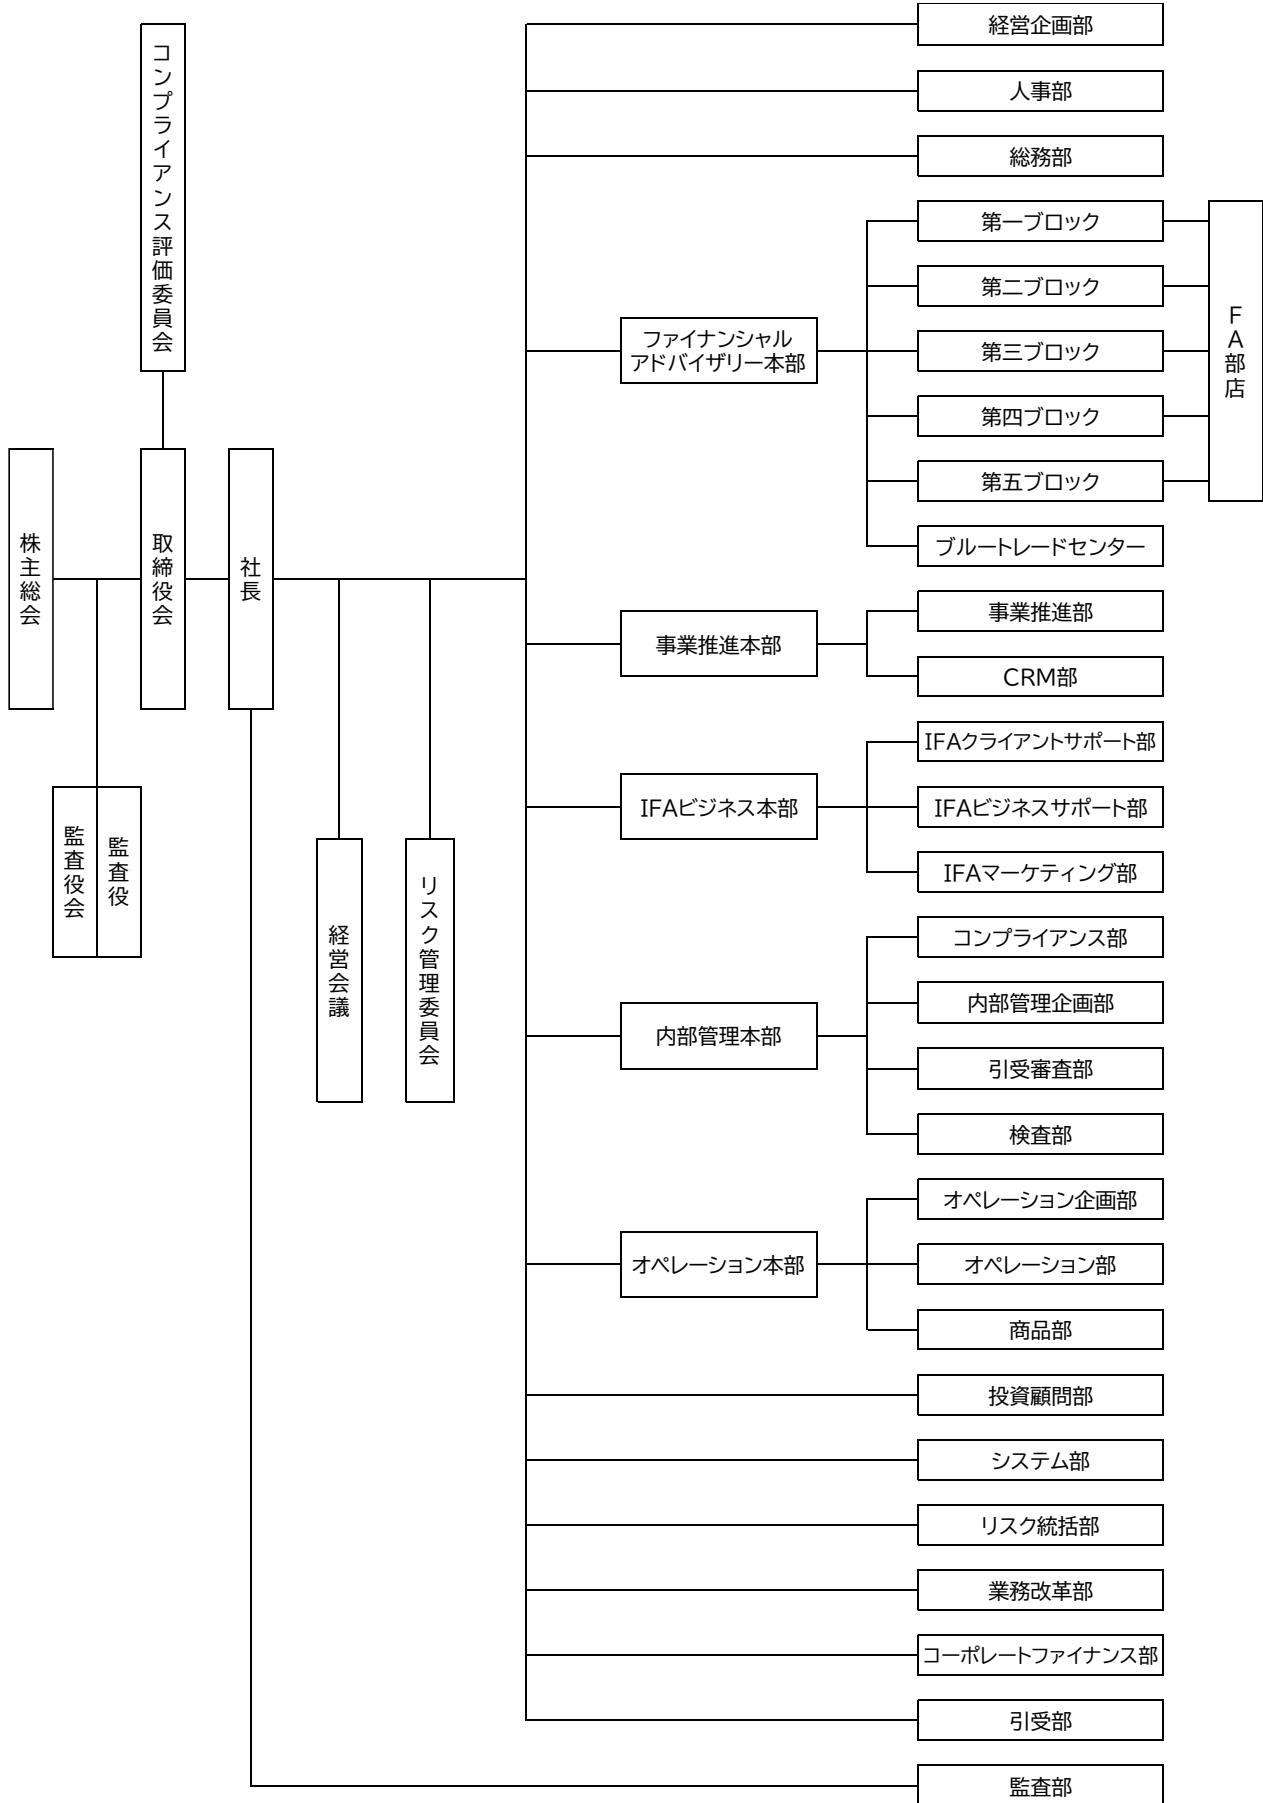 コンプライアンス評価委員会
株主総会
取締役会
社長
監査役会
監査役
経営会議
リスク管理委員会
経営企画部
人事部
総務部
ファイナンシャル
アドバイザリー本部
第一ブロック
第二ブロック
第三ブロック
第四ブロック
第五ブロック
ブルートレードセンター
FA部店
事業推進本部
事業推進部
CRM部
IFAビジネス本部
IFAクライアントサポート部
IFAビジネスサポート部
IFAマーケティング部
内部管理本部
コンプライアンス部
内部管理企画部
引受審査部
検査部
オペレーション本部
オペレーション企画部
オペレーション部
商品部
投資顧問部
システム部
リスク統括部
業務改革部
コーポレートファイナンス部
引受部
監査部